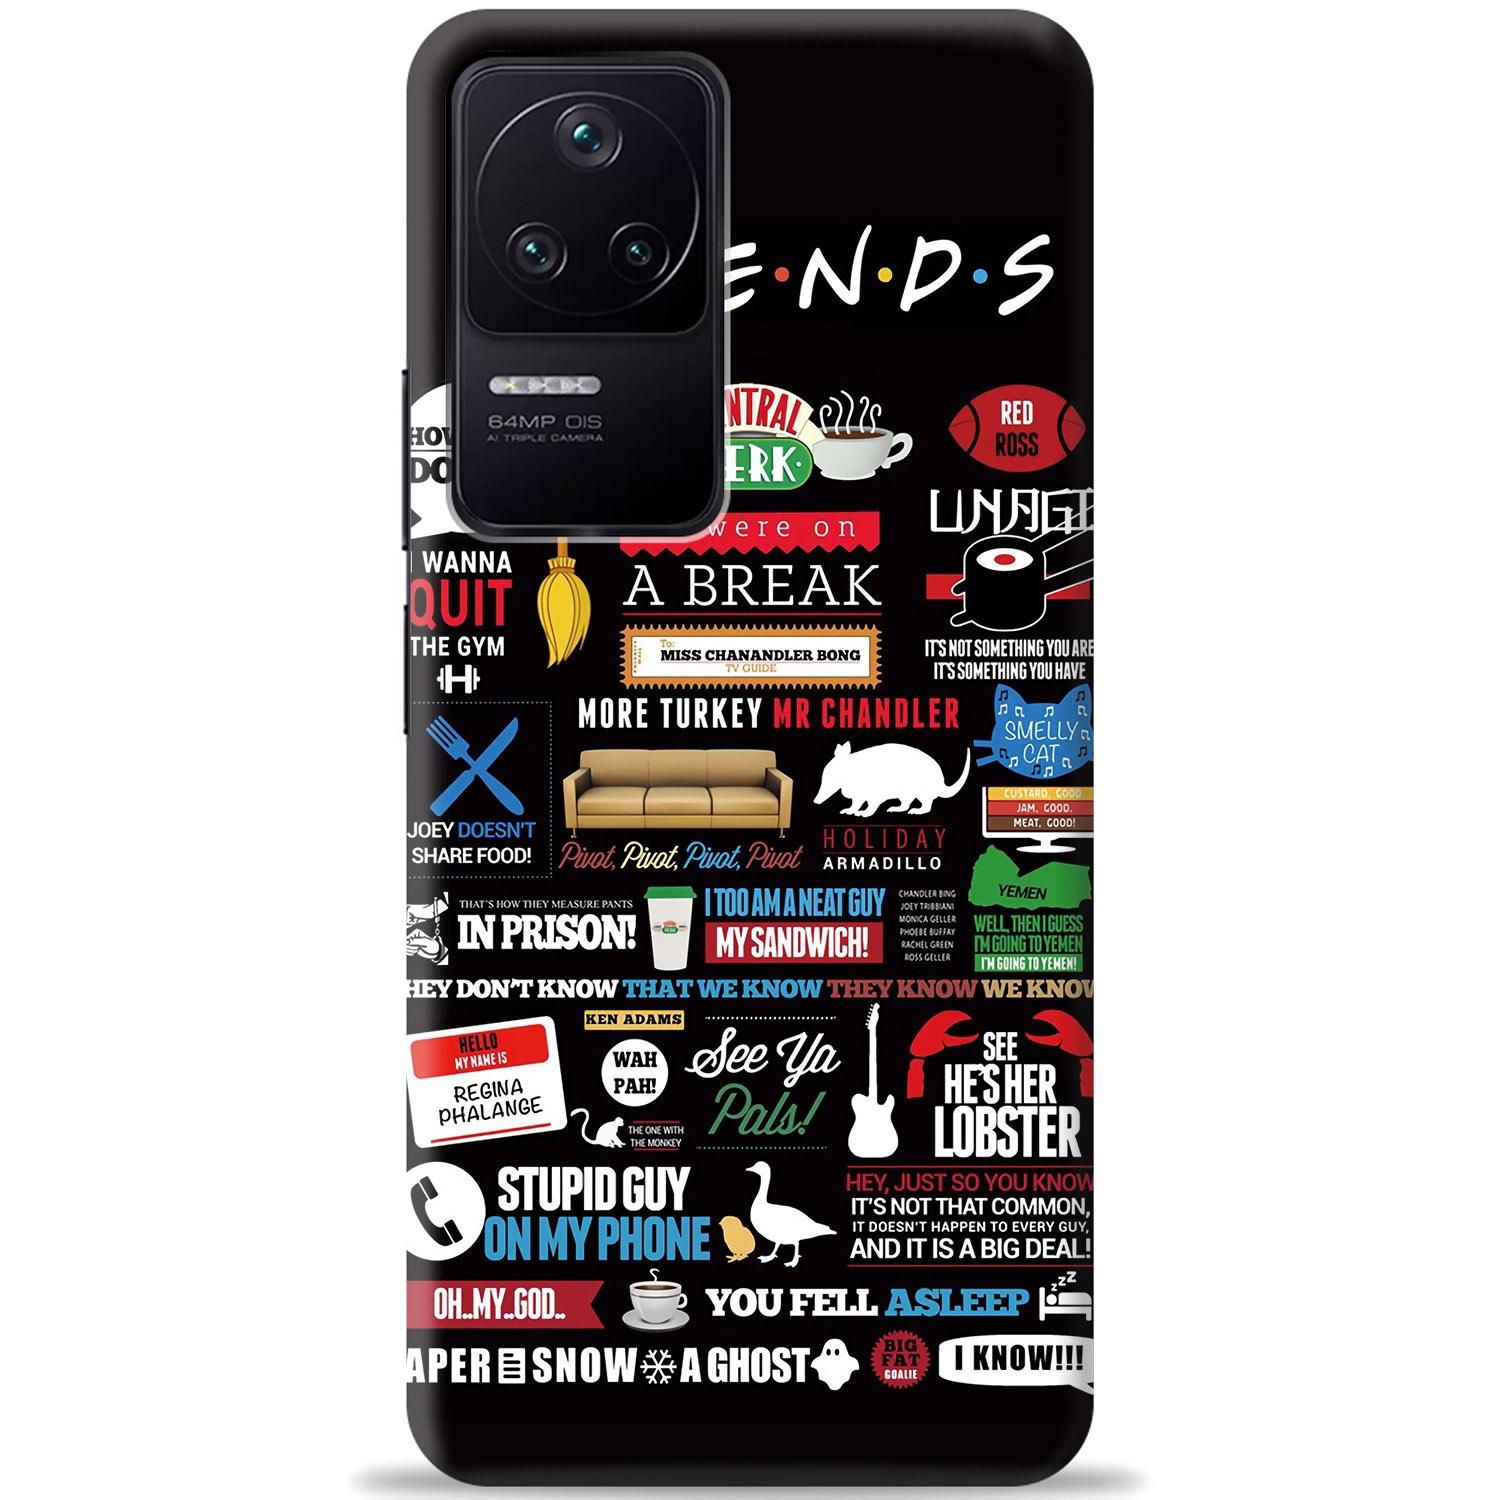 E·N·D·S
64MP OIS
AI TRIPLE CAMERA
NTRAL
ERK
RED
ROSS
HOW
DO
UNAGI
were on
A BREAK
I WANNA
QUIT
THE GYM
To:
MISS CHANANDLER BONG
TV GUIDE
IT'S NOT SOMETHING YOU ARE
IT'S SOMETHING YOU HAVE
MORE TURKEY MR CHANDLER
SMELLY
CAT
CUSTARD, GOOD.
JAM, GOOD.
MEAT, GOOD!
JOEY DOESN'T
SHARE FOOD!
Pivot, Pivot, Pivot, Pivot
HOLIDAY
ARMADILLO
YEMEN
WELL, THEN I GUESS
I'M GOING TO YEMEN
I'M GOING TO YEMEN!
THAT'S HOW THEY MEASURE PANTS
IN PRISON!
I TOO AM A NEAT GUY
MY SANDWICH!
CHANDLER BING
JOEY TRIBBIANI
MONICA GELLER
PHOEBE BUFFAY
RACHEL GREEN
ROSS GELLER
HEY DON'T KNOW THAT WE KNOW THEY KNOW WE KNOW
KEN ADAMS
HELLO
MY NAME IS
REGINA
PHALANGE
WAH
PAH!
THE ONE WITH
THE MONKEY
See Ya
Pals!
SEE
HE'S HER
LOBSTER
STUPID GUY
ON MY PHONE
HEY, JUST SO YOU KNOW
IT'S NOT THAT COMMON,
IT DOESN'T HAPPEN TO EVERY GUY,
AND IT IS A BIG DEAL!
OH..MY..GOD..
YOU FELL ASLEEP
zzz
APER SNOW A GHOST
BIG
FAT
GOALIE
I KNOW!!!